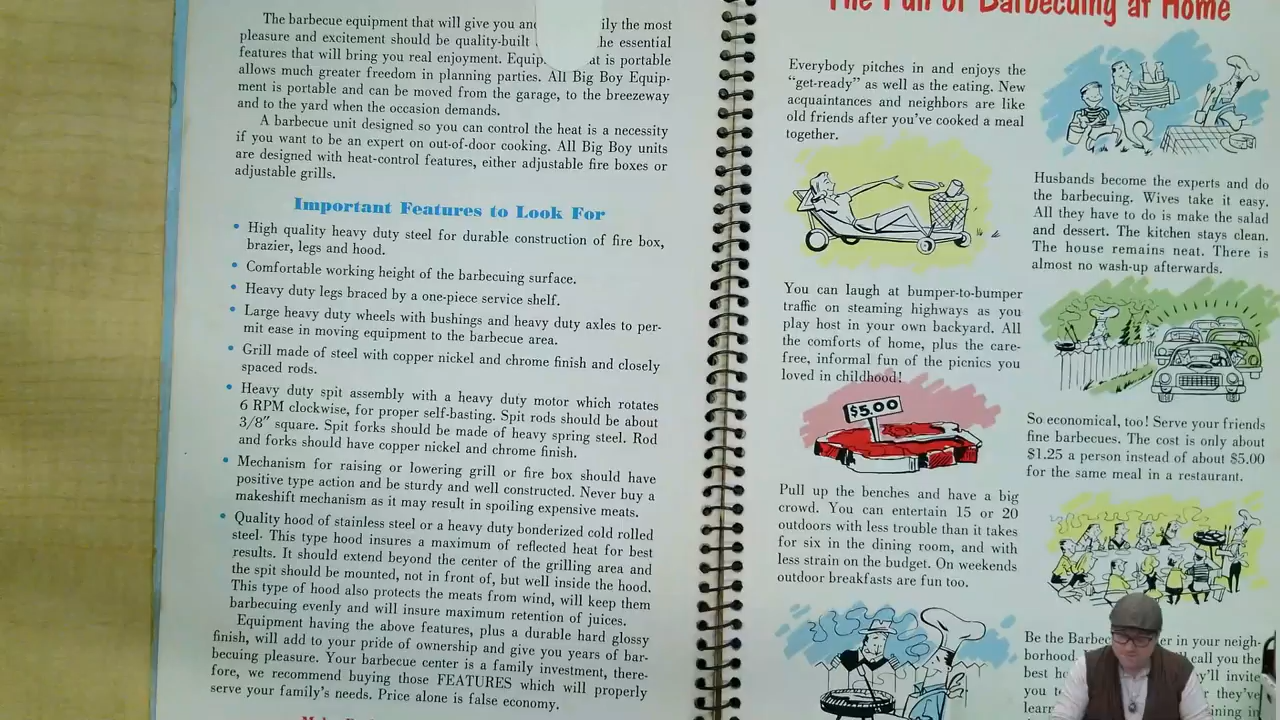 The barbecue equipment that will give you and ily the most
pleasure and excitement should be quality-built the essential
features that will bring you real enjoyment. Equip at is portable
allows much greater freedom in planning parties. All Big Boy Equip-
ment is portable and can be moved from the garage, to the breezeway
and to the yard when the occasion demands.
A barbecue unit designed so you can control the heat is a necessity
if you want to be an expert on out-of-door cooking. All Big Boy units
are designed with heat-control features, either adjustable fire boxes or
adjustable grills.
Important Features to Look For
• High quality heavy duty steel for durable construction of fire box,
brazier, legs and hood.
• Comfortable working height of the barbecuing surface.
• Heavy duty legs braced by a one-piece service shelf.
• Large heavy duty wheels with bushings and heavy duty axles to per-
mit ease in moving equipment to the barbecue area.
• Grill made of steel with copper nickel and chrome finish and closely
spaced rods.
• Heavy duty spit assembly with a heavy duty motor which rotates
6 RPM clockwise, for proper self-basting. Spit rods should be about
3/8″ square. Spit forks should be made of heavy spring steel. Rod
and forks should have copper nickel and chrome finish.
• Mechanism for raising or lowering grill or fire box should have
positive type action and be sturdy and well constructed. Never buy a
makeshift mechanism as it may result in spoiling expensive meats.
• Quality hood of stainless steel or a heavy duty bonderized cold rolled
steel. This type hood insures a maximum of reflected heat for best
results. It should extend beyond the center of the grilling area and
the spit should be mounted, not in front of, but well inside the hood.
This type of hood also protects the meats from wind, will keep them
barbecuing evenly and will insure maximum retention of juices.
Equipment having the above features, plus a durable hard glossy
finish, will add to your pride of ownership and give you years of bar-
becuing pleasure. Your barbecue center is a family investment, there-
fore, we recommend buying those FEATURES which will properly
serve your family's needs. Price alone is false economy.
The Fun of Barbecuing at Home
Everybody pitches in and enjoys the
"get-ready" as well as the eating. New
acquaintances and neighbors are like
old friends after you've cooked a meal
together.
Husbands become the experts and do
the barbecuing. Wives take it easy.
All they have to do is make the salad
and dessert. The kitchen stays clean.
The house remains neat. There is
almost no wash-up afterwards.
You can laugh at bumper-to-bumper
traffic on steaming highways as you
play host in your own backyard. All
the comforts of home, plus the care-
free, informal fun of the picnics you
loved in childhood!
$5.00
So economical, too! Serve your friends
fine barbecues. The cost is only about
$1.25 a person instead of about $5.00
for the same meal in a restaurant.
Pull up the benches and have a big
crowd. You can entertain 15 or 20
outdoors with less trouble than it takes
for six in the dining room, and with
less strain on the budget. On weekends
outdoor breakfasts are fun too.
Be the Barbec er in your neigh-
borhood call you the
best ho y'll invite
you t r they've
learn ining in